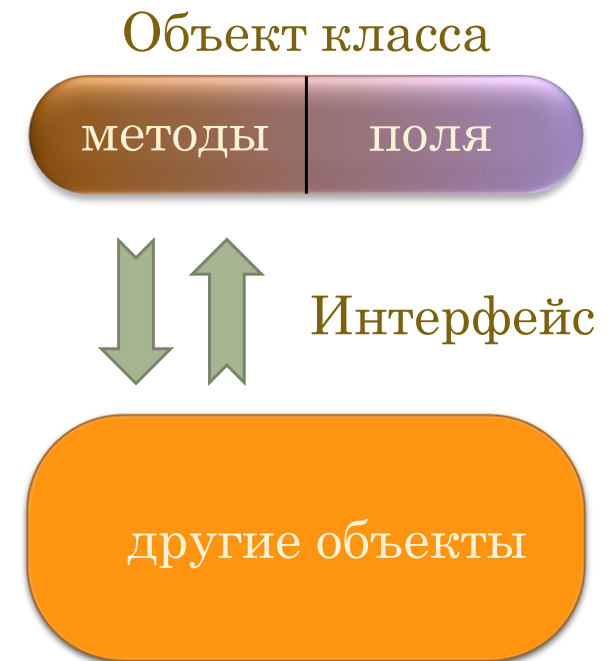 Объект класса
методы поля
Интерфейс
другие объекты